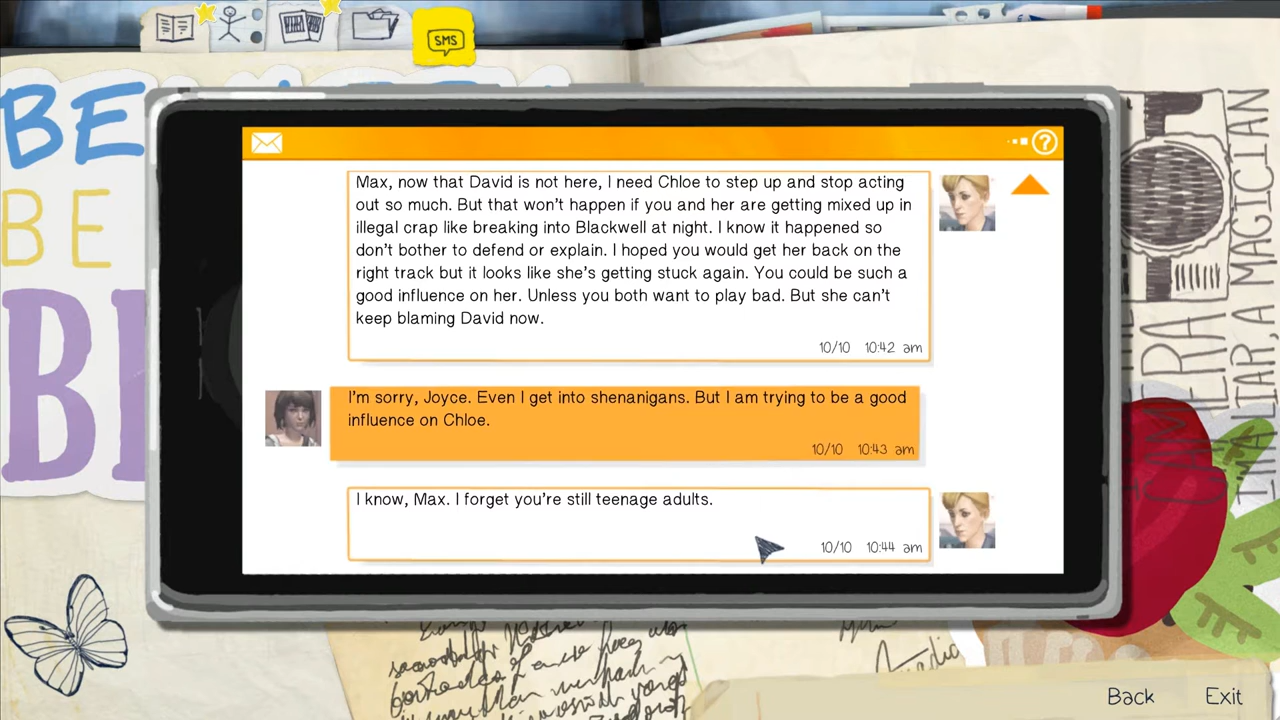 SMS
BE
BE
Max, now that David is not here, I need Chloe to step up and stop acting
out so much. But that won't happen if you and her are getting mixed up in
illegal crap like breaking into Blackwell at night. I know it happened so
don't bother to defend or explain. I hoped you would get her back on the
right track but it looks like she's getting stuck again. You could be such a
good influence on her. Unless you both want to play bad. But she can't
keep blaming David now.
10/10 10:42 am
I'm sorry, Joyce. Even I get into shenanigans. But I am trying to be a good
influence on Chloe.
10/10 10:43 am
I know, Max. I forget you're still teenage adults.
10/10 10:44 am
?
MAGICIAN
Back Exit